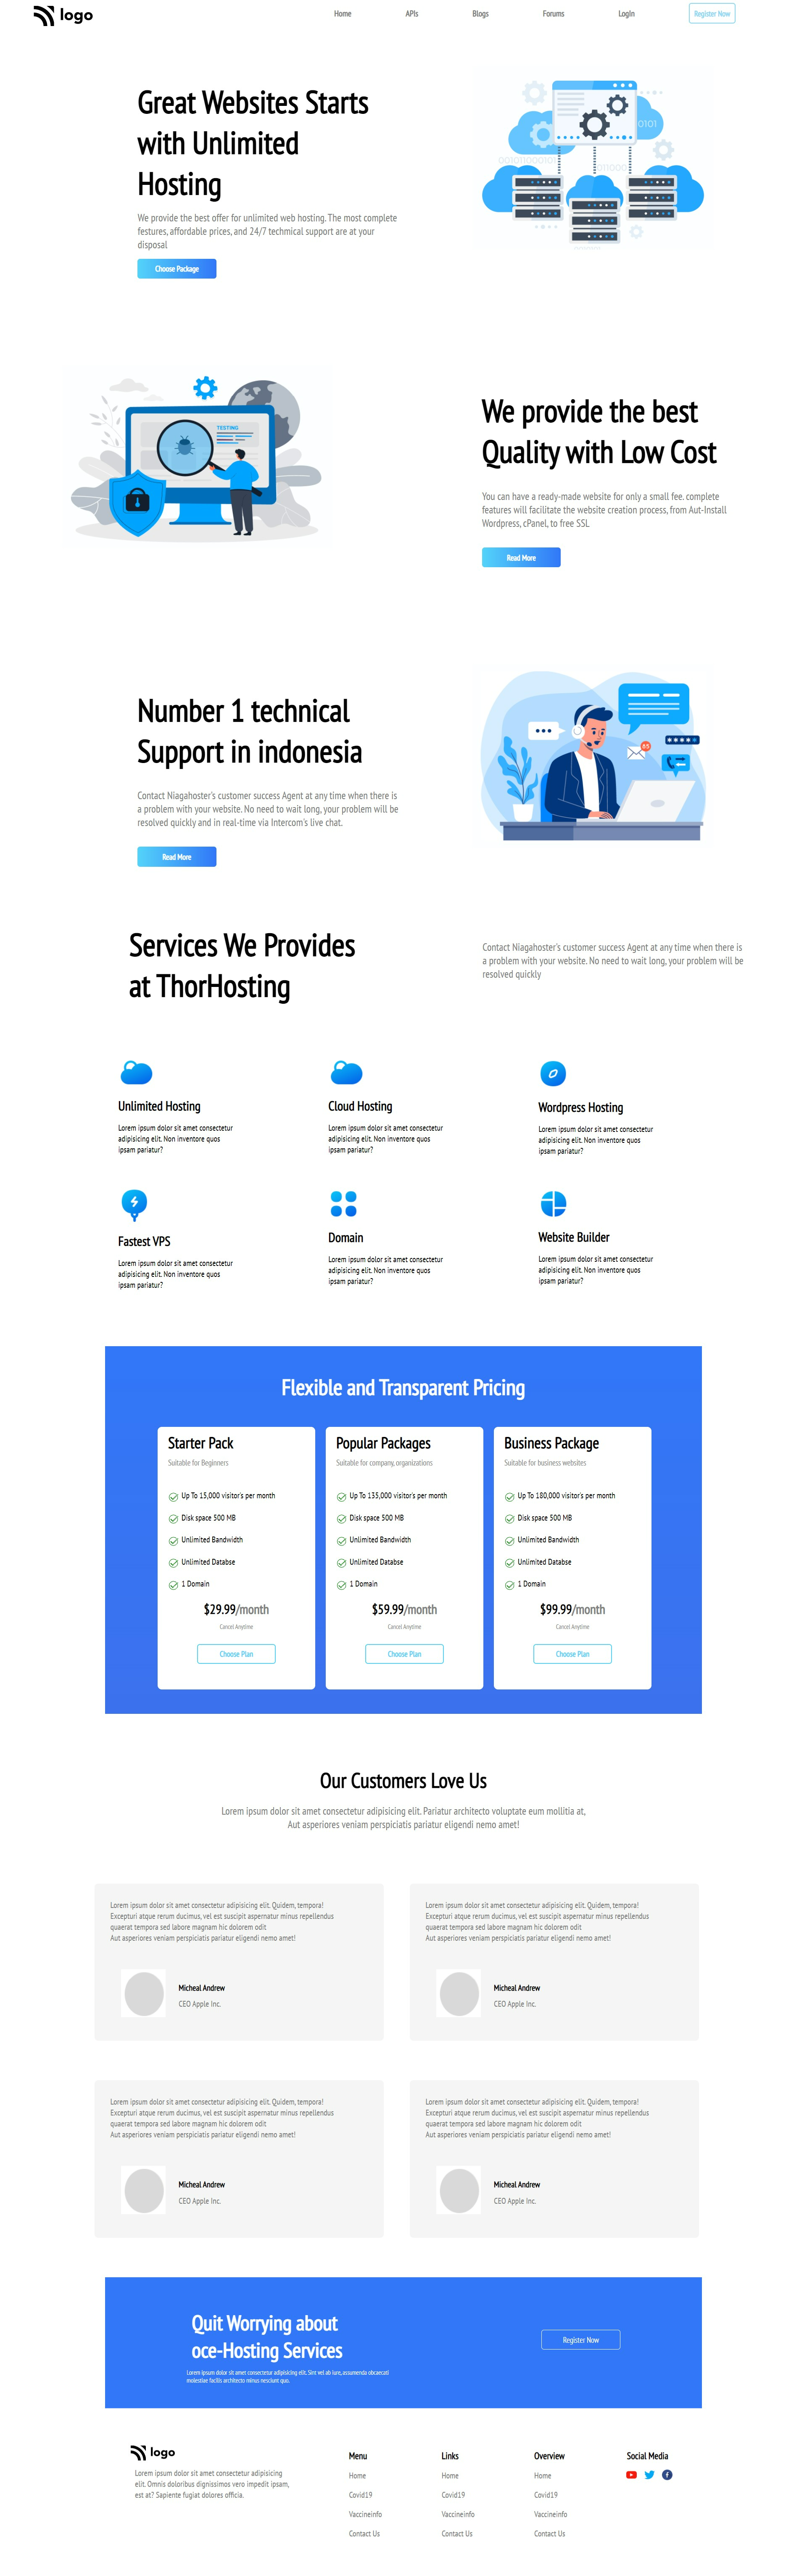 logo
Home APIs Blogs Forums LogIn Register Now
Great Websites Starts
with Unlimited
Hosting
We provide the best offer for unlimited web hosting. The most complete
festures, affordable prices, and 24/7 techmical support are at your
disposal
Choose Package
TESTING
We provide the best
Quality with Low Cost
You can have a ready-made website for only a small fee. complete
features will facilitate the website creation process, from Aut-Install
Wordpress, cPanel, to free SSL
Read More
Number 1 technical
Support in indonesia
Contact Niagahoster's customer success Agent at any time when there is
a problem with your website. No need to wait long, your problem will be
resolved quickly and in real-time via Intercom's live chat.
Read More
Services We Provides
at ThorHosting
Contact Niagahoster's customer success Agent at any time when there is
a problem with your website. No need to wait long, your problem will be
resolved quickly
Unlimited Hosting
Lorem ipsum dolor sit amet consectetur
adipisicing elit. Non inventore quos
ipsam pariatur?
Cloud Hosting
Lorem ipsum dolor sit amet consectetur
adipisicing elit. Non inventore quos
ipsam pariatur?
Wordpress Hosting
Lorem ipsum dolor sit amet consectetur
adipisicing elit. Non inventore quos
ipsam pariatur?
Fastest VPS
Lorem ipsum dolor sit amet consectetur
adipisicing elit. Non inventore quos
ipsam pariatur?
Domain
Lorem ipsum dolor sit amet consectetur
adipisicing elit. Non inventore quos
ipsam pariatur?
Website Builder
Lorem ipsum dolor sit amet consectetur
adipisicing elit. Non inventore quos
ipsam pariatur?
Flexible and Transparent Pricing
Starter Pack
Suitable for Beginners
Up To 15,000 visitor's per month
Disk space 500 MB
Unlimited Bandwidth
Unlimited Databse
1 Domain
$29.99/month
Cancel Anytime
Choose Plan
Popular Packages
Suitable for company, organizations
Up To 135,000 visitor's per month
Disk space 500 MB
Unlimited Bandwidth
Unlimited Databse
1 Domain
$59.99/month
Cancel Anytime
Choose Plan
Business Package
Suitable for business websites
Up To 180,000 visitor's per month
Disk space 500 MB
Unlimited Bandwidth
Unlimited Databse
1 Domain
$99.99/month
Cancel Anytime
Choose Plan
Our Customers Love Us
Lorem ipsum dolor sit amet consectetur adipisicing elit. Pariatur architecto voluptate eum mollitia at,
Aut asperiores veniam perspiciatis pariatur eligendi nemo amet!
Lorem ipsum dolor sit amet consectetur adipisicing elit. Quidem, tempora!
Excepturi atque rerum ducimus, vel est suscipit aspernatur minus repellendus
quaerat tempora sed labore magnam hic dolorem odit
Aut asperiores veniam perspiciatis pariatur eligendi nemo amet!
Micheal Andrew
CEO Apple Inc.
Lorem ipsum dolor sit amet consectetur adipisicing elit. Quidem, tempora!
Excepturi atque rerum ducimus, vel est suscipit aspernatur minus repellendus
quaerat tempora sed labore magnam hic dolorem odit
Aut asperiores veniam perspiciatis pariatur eligendi nemo amet!
Micheal Andrew
CEO Apple Inc.
Lorem ipsum dolor sit amet consectetur adipisicing elit. Quidem, tempora!
Excepturi atque rerum ducimus, vel est suscipit aspernatur minus repellendus
quaerat tempora sed labore magnam hic dolorem odit
Aut asperiores veniam perspiciatis pariatur eligendi nemo amet!
Micheal Andrew
CEO Apple Inc.
Lorem ipsum dolor sit amet consectetur adipisicing elit. Quidem, tempora!
Excepturi atque rerum ducimus, vel est suscipit aspernatur minus repellendus
quaerat tempora sed labore magnam hic dolorem odit
Aut asperiores veniam perspiciatis pariatur eligendi nemo amet!
Micheal Andrew
CEO Apple Inc.
Quit Worrying about
oce-Hosting Services
Lorem ipsum dolor sit amet consectetur adipisicing elit. Sint vel ab iure, assumenda obcaecati
molestiae facilis architecto minus nesciunt quo.
Register Now
logo
Lorem ipsum dolor sit amet consectetur adipisicing
elit. Omnis doloribus dignissimos vero impedit ipsam,
est at? Sapiente fugiat dolores officia.
Menu
Home
Covid19
Vaccineinfo
Contact Us
Links
Home
Covid19
Vaccineinfo
Contact Us
Overview
Home
Covid19
Vaccineinfo
Contact Us
Social Media